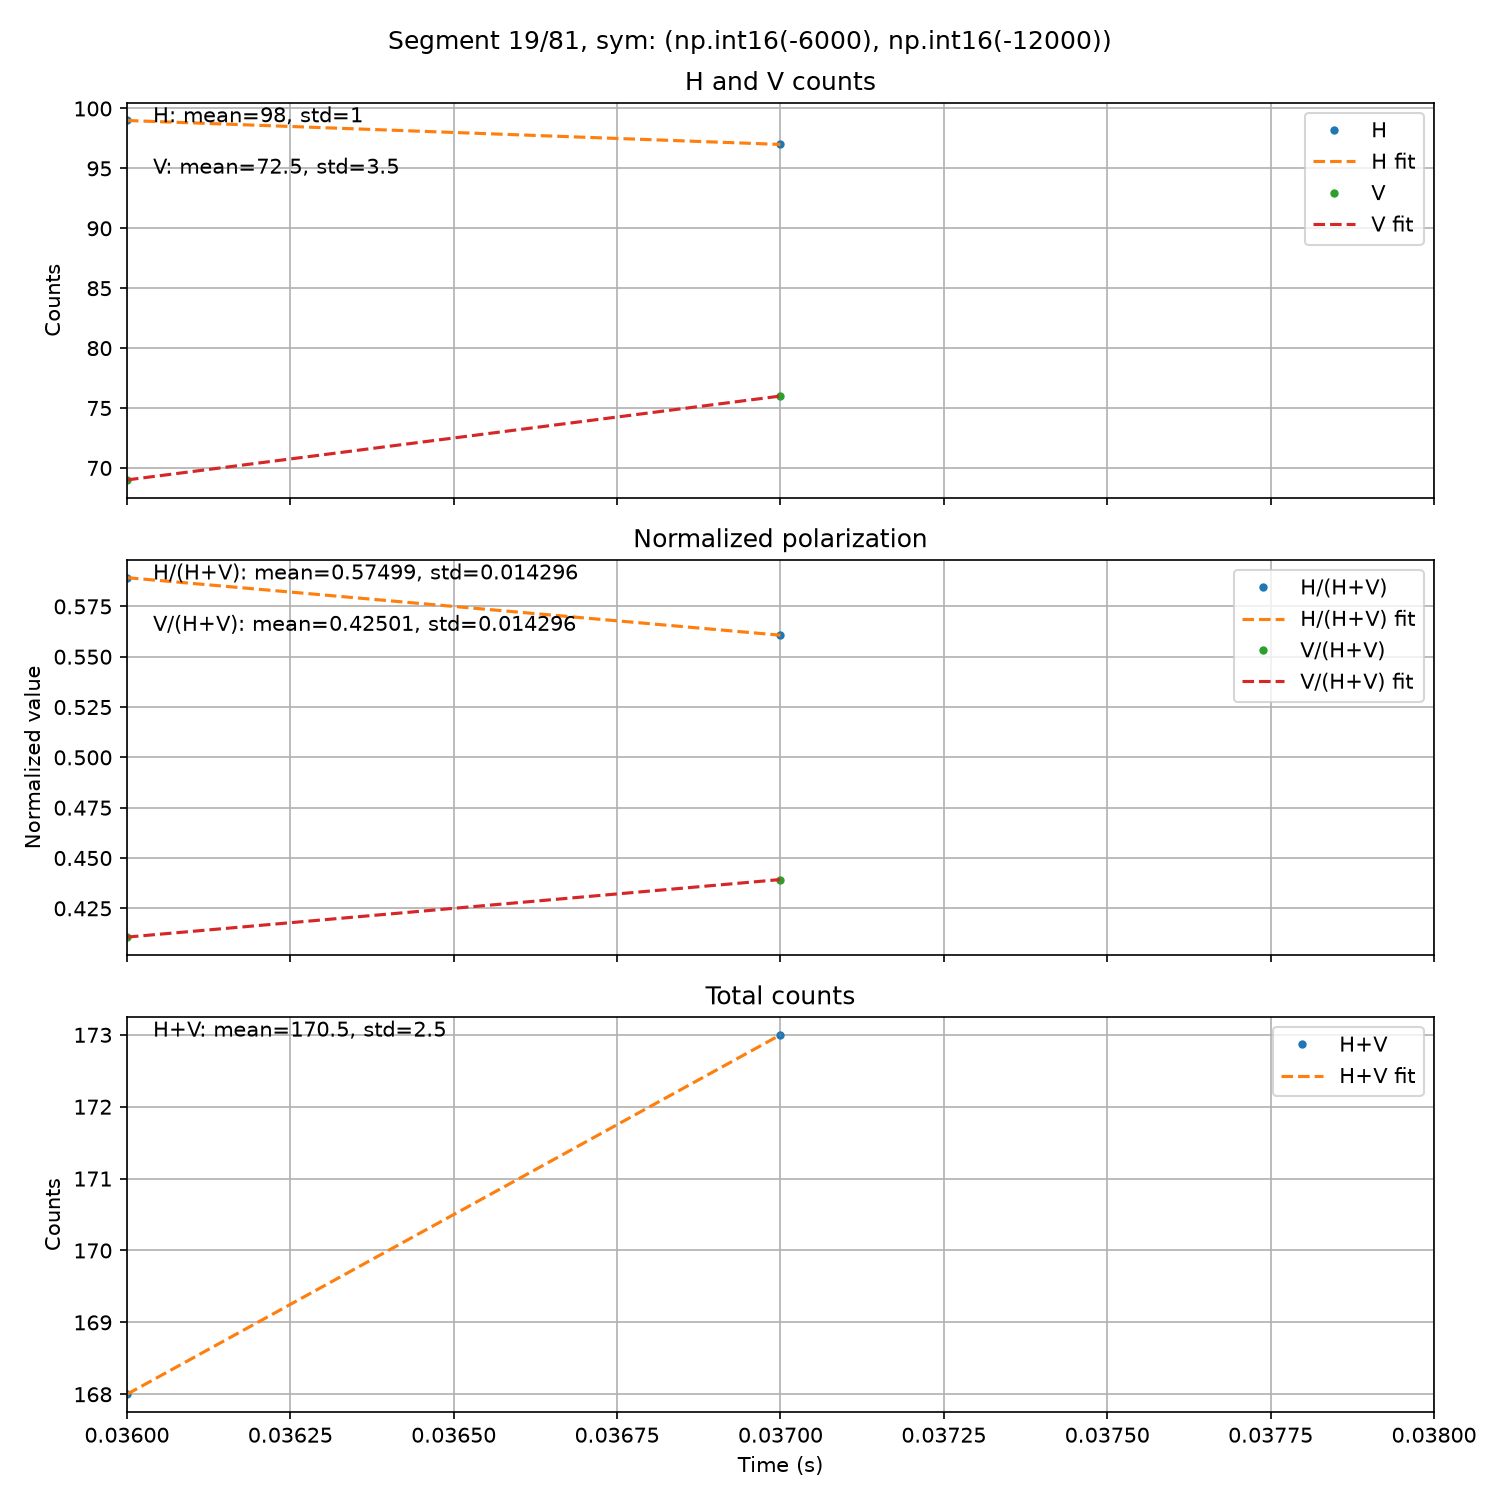 Segment 19/81, sym: (np.int16(-6000), np.int16(-12000))
H and V counts
H: mean=98, std=1
V: mean=72.5, std=3.5
100
95
90
85
80
75
70
Counts
H
H fit
V
V fit
Normalized polarization
H/(H+V): mean=0.57499, std=0.014296
V/(H+V): mean=0.42501, std=0.014296
0.575
0.550
0.525
0.500
0.475
0.450
0.425
Normalized value
H/(H+V)
H/(H+V) fit
V/(H+V)
V/(H+V) fit
Total counts
H+V: mean=170.5, std=2.5
173
172
171
170
169
168
Counts
H+V
H+V fit
0.03600 0.03625 0.03650 0.03675 0.03700 0.03725 0.03750 0.03775 0.03800
Time (s)